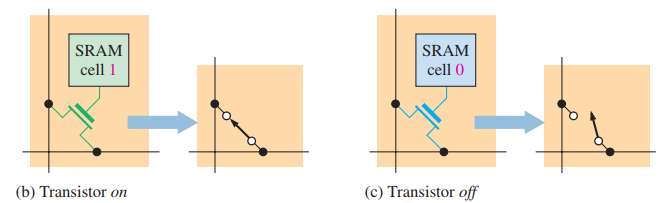 SRAM
cell 1
SRAM
cell 0
(b) Transistor on
(c) Transistor off